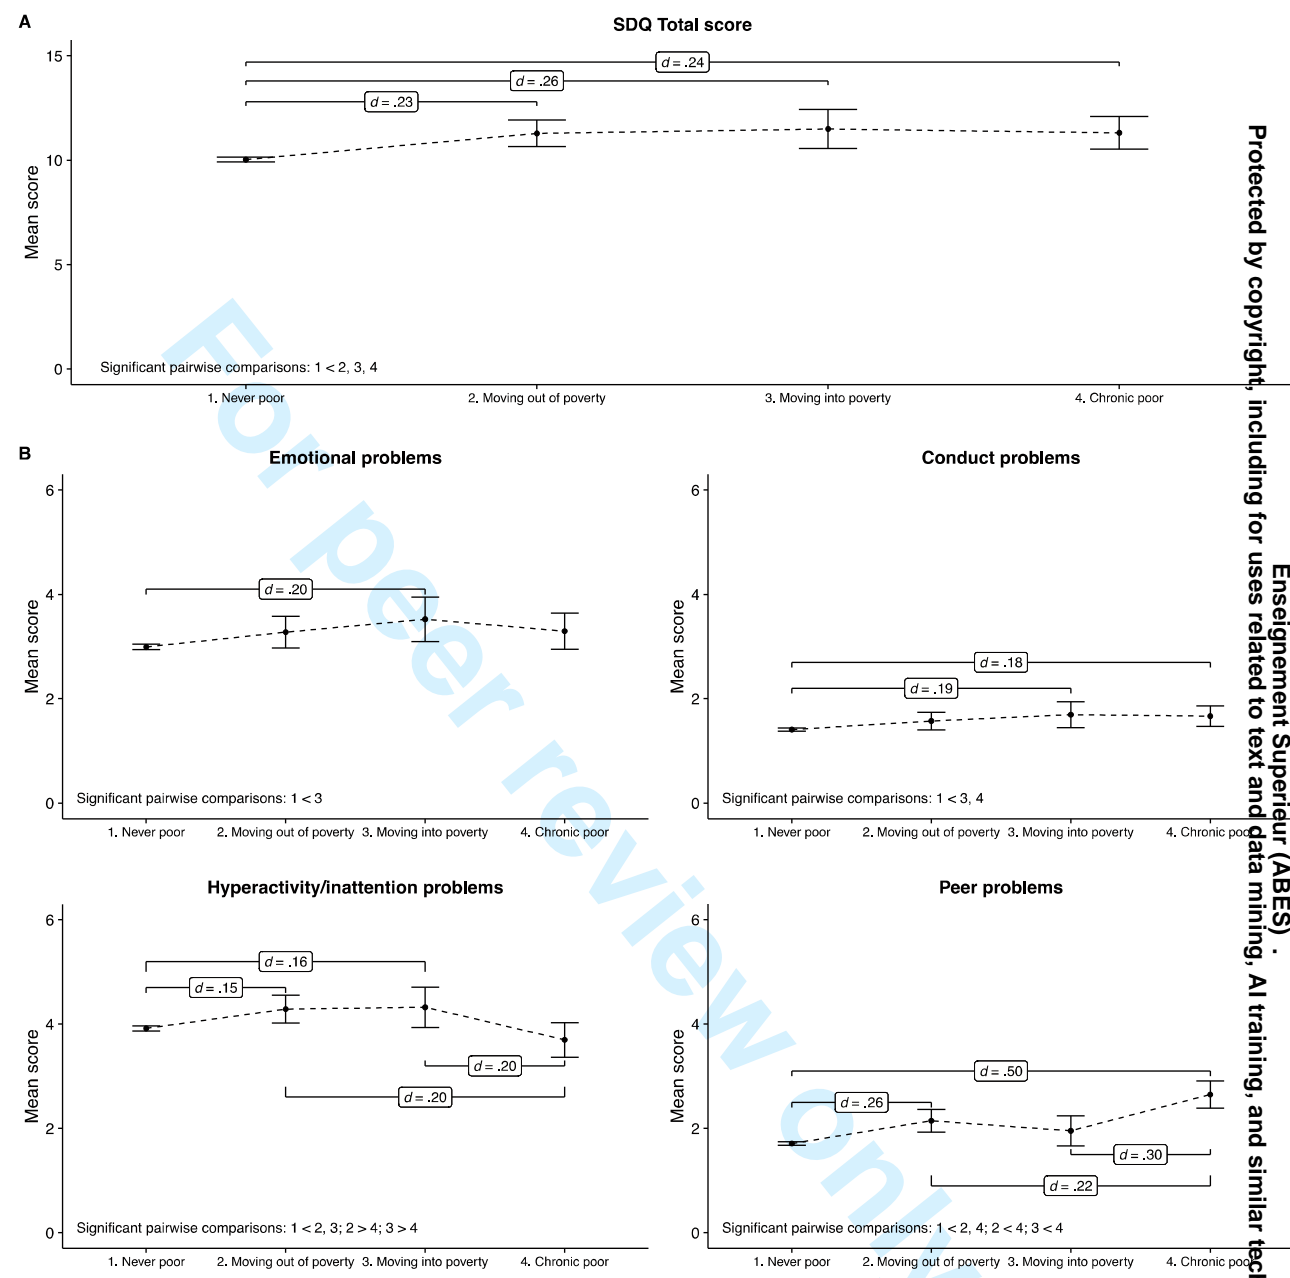 A
SDQ Total score
15
10
5
0
Mean score
d = .24
d = .26
d = .23
Significant pairwise comparisons: 1 < 2, 3, 4
1. Never poor
2. Moving out of poverty
3. Moving into poverty
4. Chronic poor
B
Emotional problems
6
4
2
0
Mean score
d = .20
Significant pairwise comparisons: 1 < 3
1. Never poor
2. Moving out of poverty
3. Moving into poverty
4. Chronic poor
Conduct problems
6
4
2
0
Mean score
d = .18
d = .19
Significant pairwise comparisons: 1 < 3, 4
1. Never poor
2. Moving out of poverty
3. Moving into poverty
4. Chronic poor
Hyperactivity/inattention problems
6
4
2
0
Mean score
d = .16
d = .15
d = .20
d = .20
Significant pairwise comparisons: 1 < 2, 3; 2 > 4; 3 > 4
1. Never poor
2. Moving out of poverty
3. Moving into poverty
4. Chronic poor
Peer problems
6
4
2
0
Mean score
d = .50
d = .26
d = .30
d = .22
Significant pairwise comparisons: 1 < 2, 4; 2 < 4; 3 < 4
1. Never poor
2. Moving out of poverty
3. Moving into poverty
4. Chronic poor
For peer review only
Enseignement Superieur (ABES) .
Protected by copyright, including for uses related to text and data mining, AI training, and similar